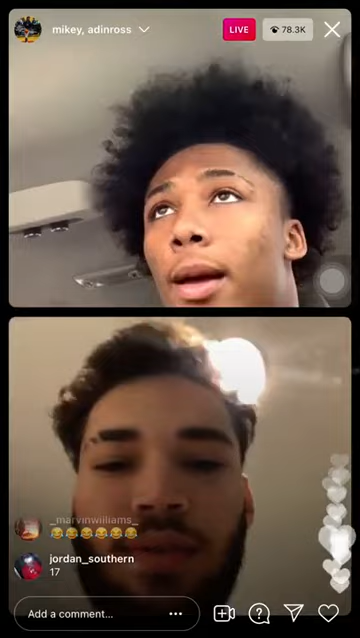 mikey, adinross
LIVE
78.3K
_marvinwilliams_
😂😂😂😂😂😂
jordan_southern
17
Add a comment...